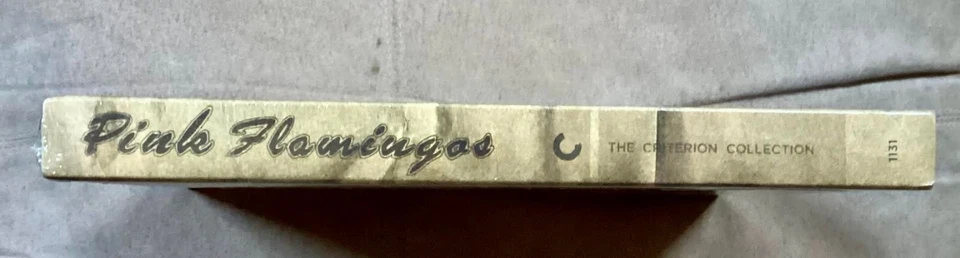 Pink Flamingos
THE CRITERION COLLECTION
1131